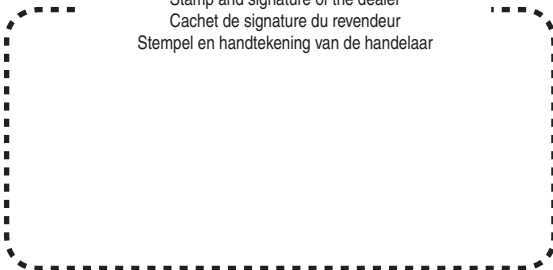 Stamp and signature of the dealer
Cachet de signature du revendeur
Stempel en handtekening van de handelaar